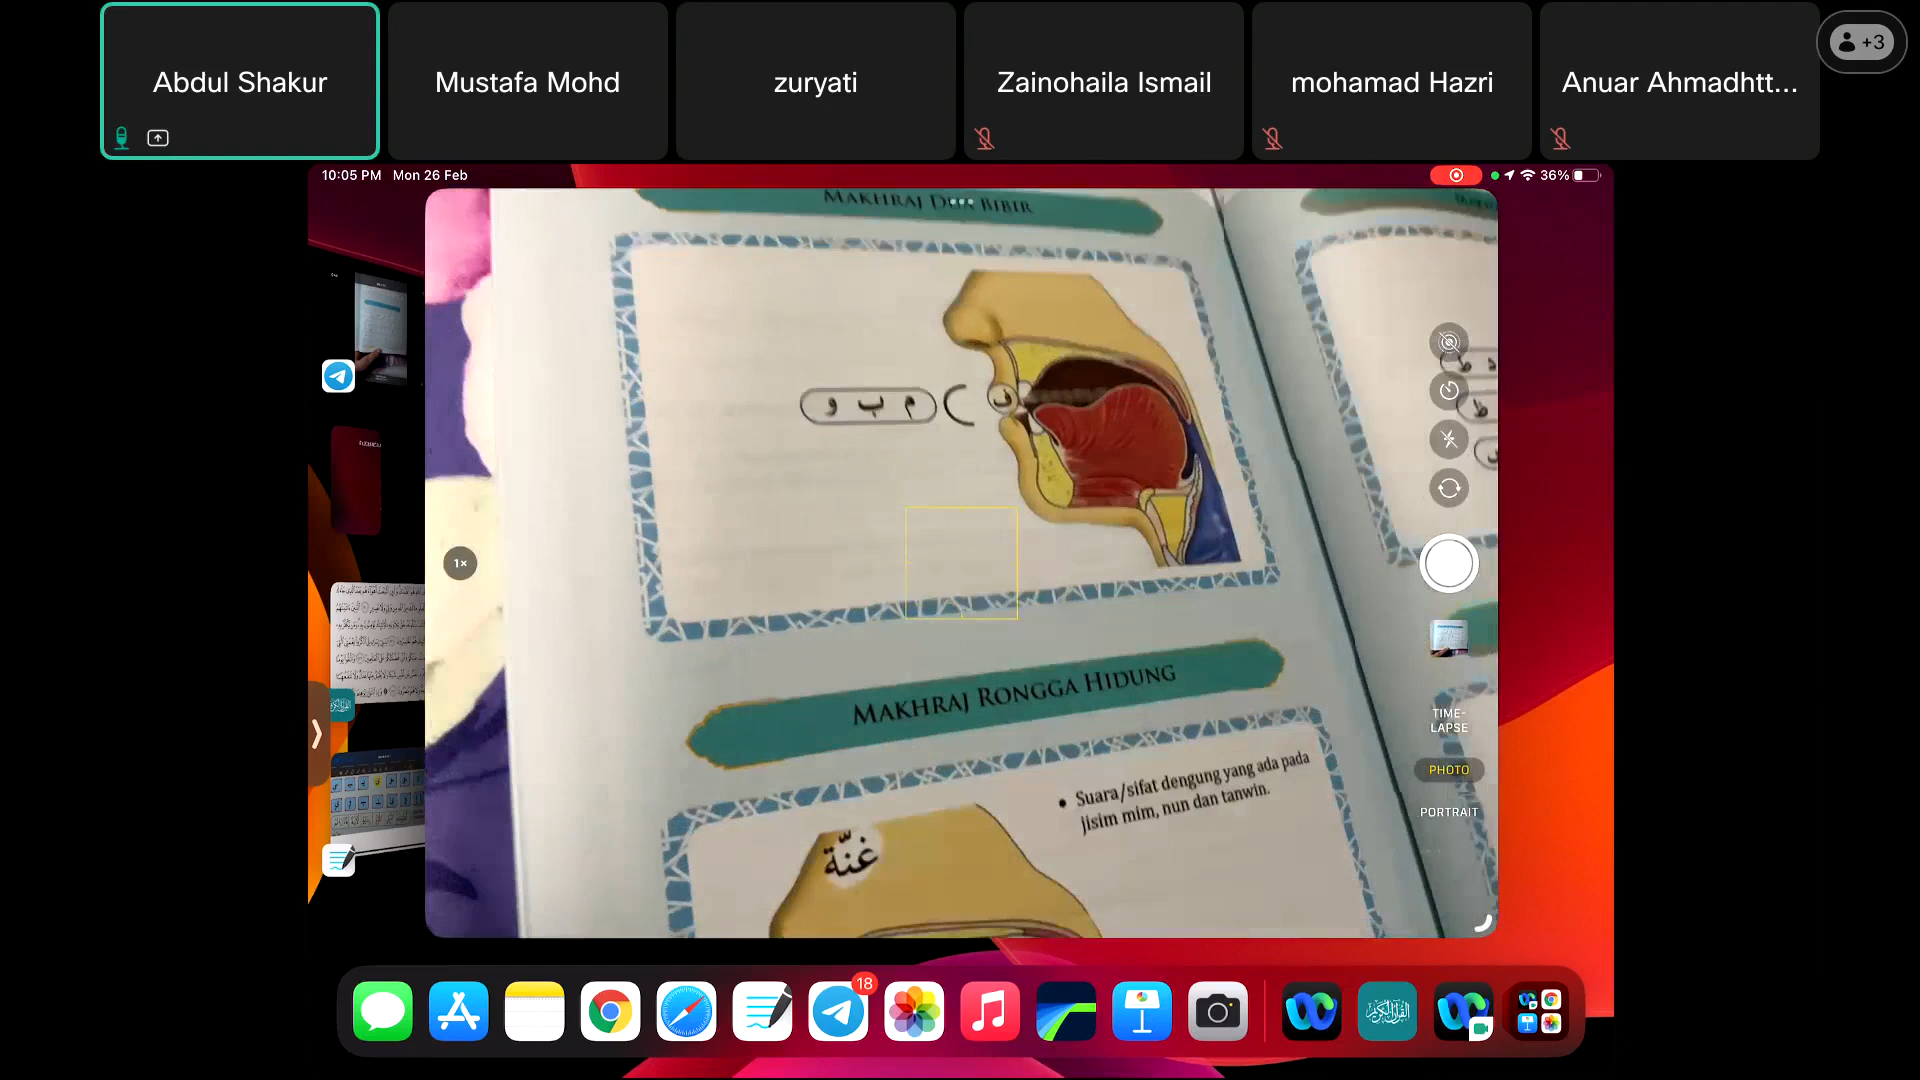 Abdul Shakur
Mustafa Mohd
zuryati
Zainohaila Ismail
mohamad Hazri
Anuar Ahmadhtt...
+3
10:05 PM Mon 26 Feb
36%
MAKHRAJ DUA BIBIR
م ب و
ف
1×
MAKHRAJ RONGGA HIDUNG
• Suara/sifat dengung yang ada pada
jisim mim, nun dan tanwin.
غنّة
TIME-
LAPSE
PHOTO
PORTRAIT
18